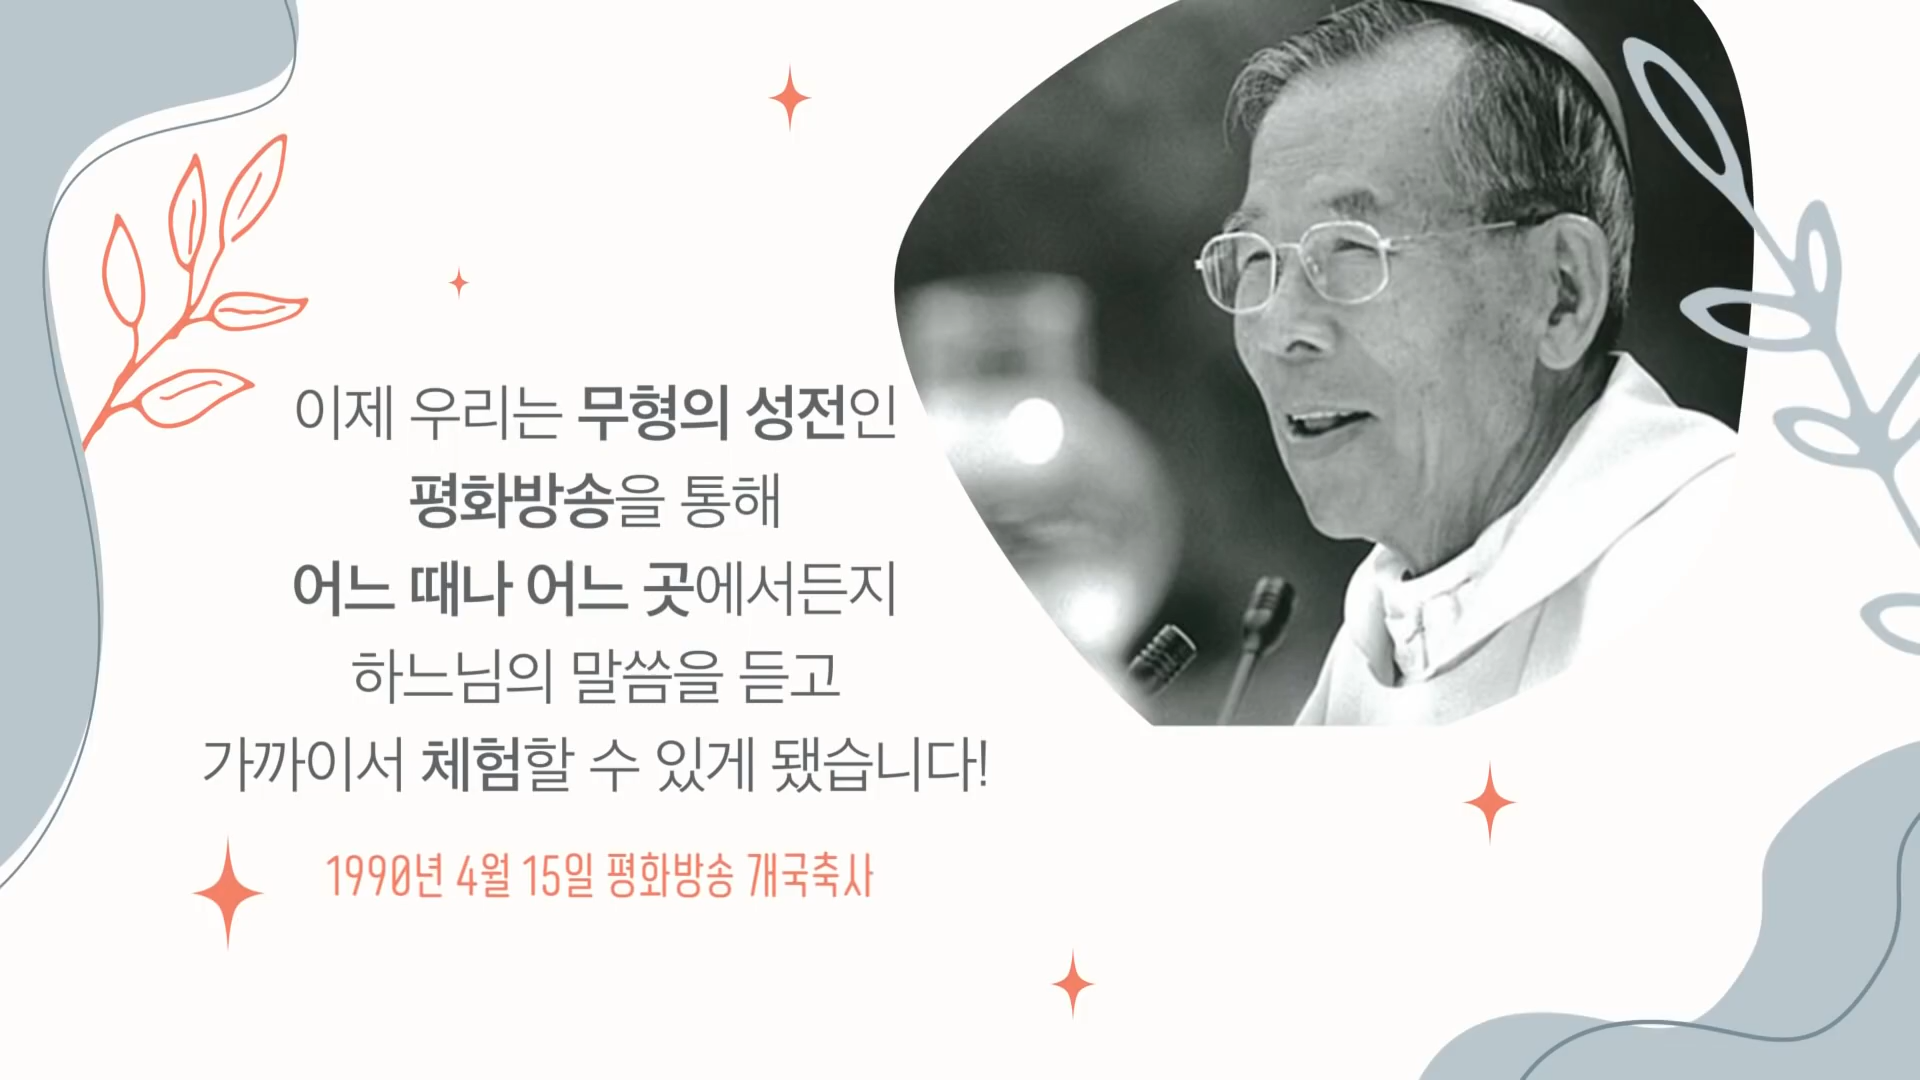 이제 우리는 무형의 성전인
평화방송을 통해
어느 때나 어느 곳에서든지
하느님의 말씀을 듣고
가까이서 체험할 수 있게 됐습니다!
1990년 4월 15일 평화방송 개국축사